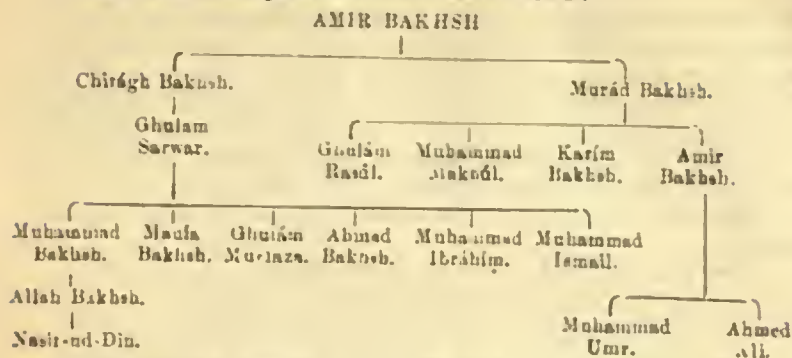 AMIR BAKHSH
Chirágh Bakhsh. Murád Bakhsh.
Ghulam Ghulám Muhammad Karím Amir
Sarwar. Rasúl. Makbúl. Bakhsh. Bakhsh.
Muhammad Maula Ghulám Ahmad Muhammad Muhammad
Bakhsh. Bakhsh. Murtaza. Bakhsh. Ibráhím. Ismail.
Allah Bakhsh.
Muhammad Ahmed
Nasir-ud-Din. Umr. Ali.